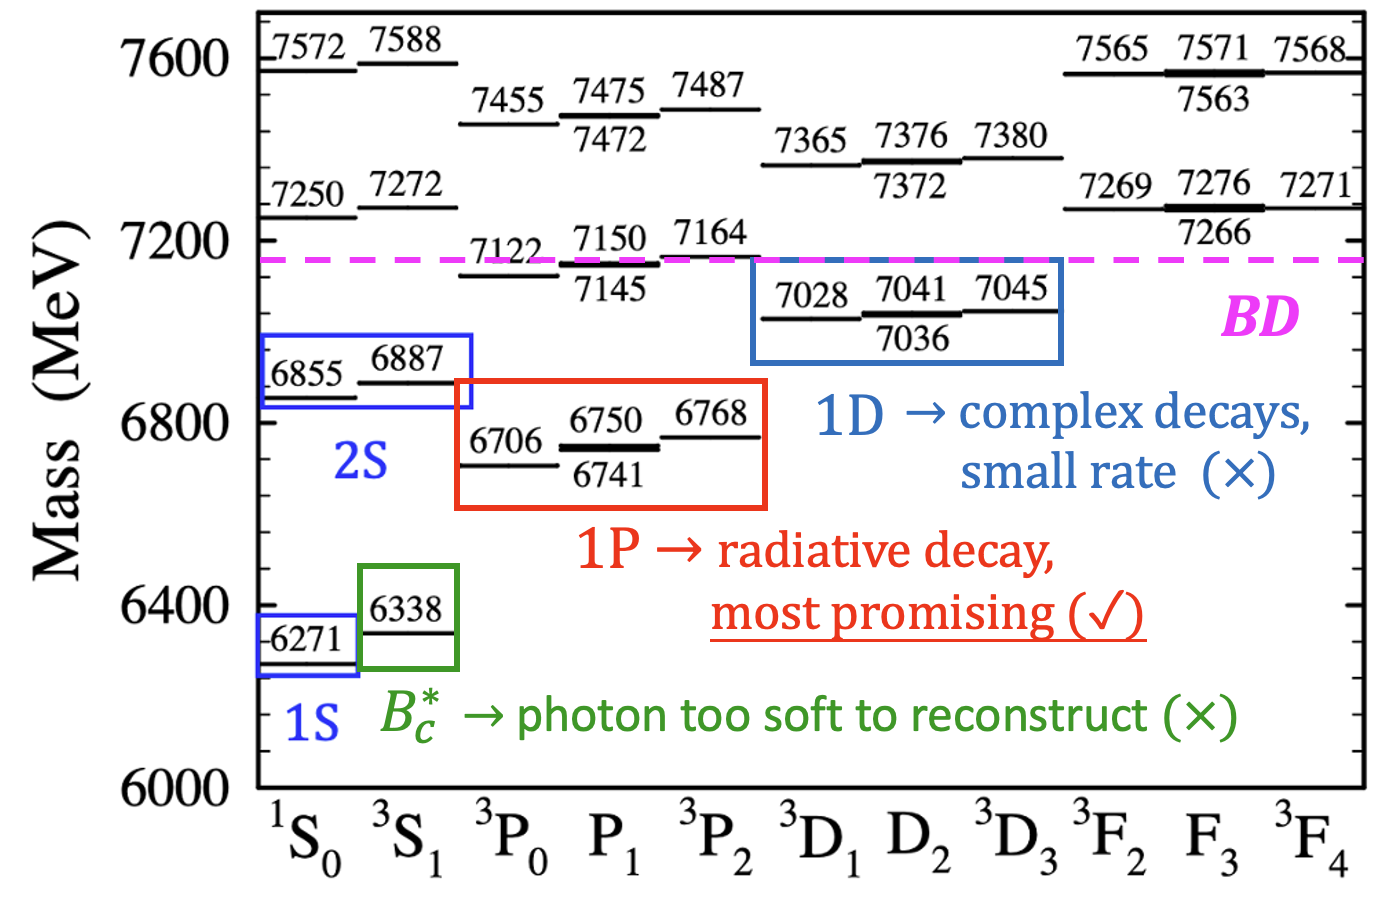 7600
7572 7588
7565 7571 7568
7455 7475 7487
7563
7472
7365 7376 7380
7372
7250 7272
7269 7276 7271
7266
7200
7122 7150 7164
7145
BD
7028 7041 7045
7036
Mass (MeV)
6855 6887
6800
2S
6706 6750 6768
6741
1D → complex decays,
small rate (×)
1P → radiative decay,
most promising (✓)
6400
6271 6338
1S
B_c^* → photon too soft to reconstruct (×)
6000
¹S₀ ³S₁ ³P₀ P₁ ³P₂ ³D₁ D₂ ³D₃ ³F₂ F₃ ³F₄